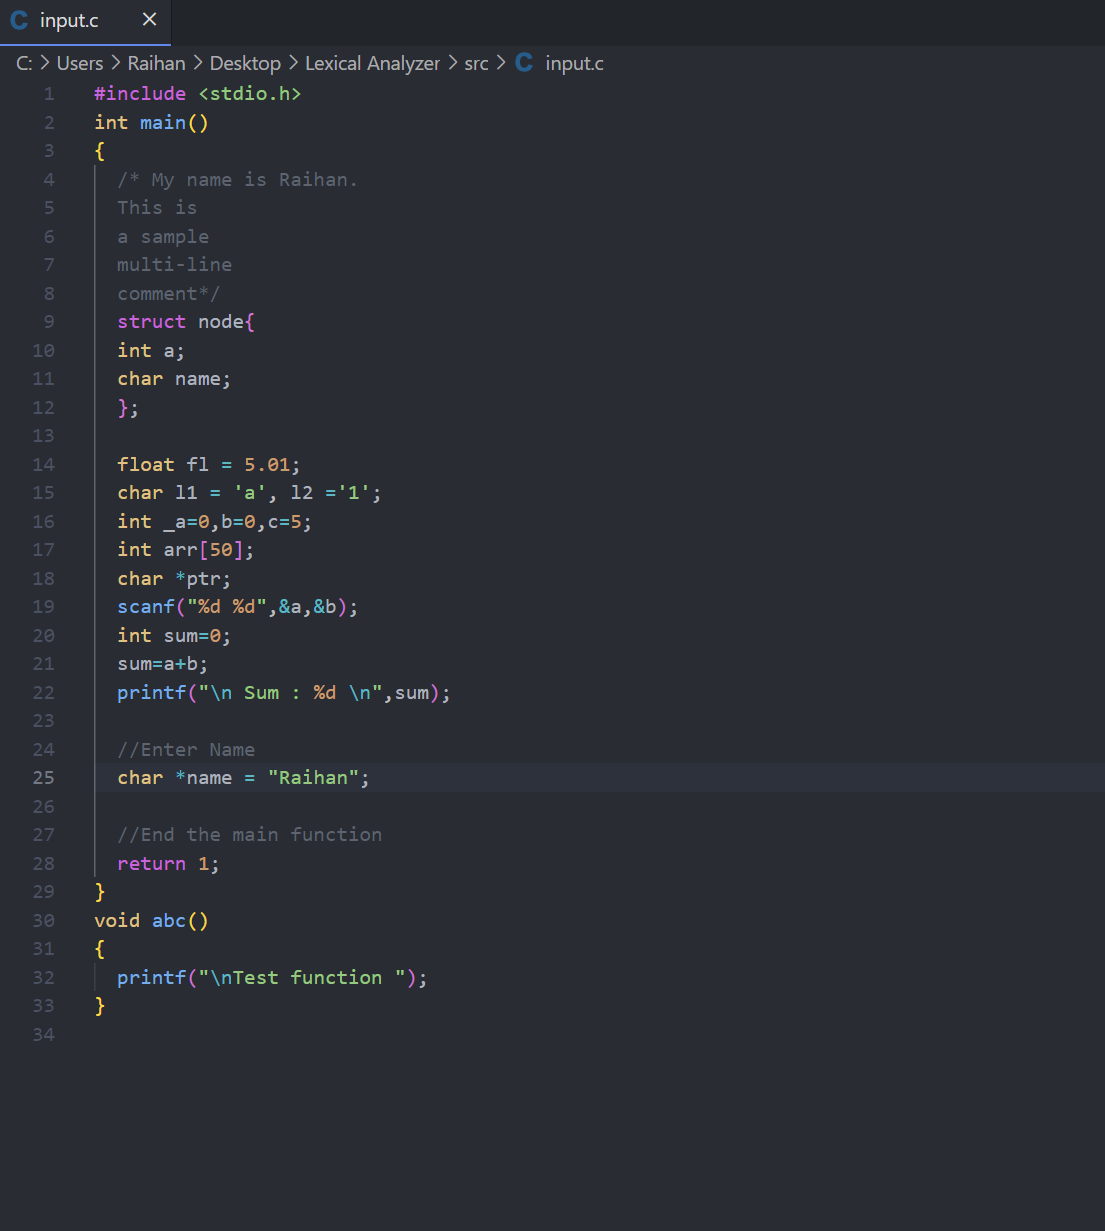 C input.c ×
C: > Users > Raihan > Desktop > Lexical Analyzer > src > C input.c
1 #include <stdio.h>
2 int main()
3 {
4   /* My name is Raihan.
5   This is
6   a sample
7   multi-line
8   comment*/
9   struct node{
10   int a;
11   char name;
12   };
13
14   float fl = 5.01;
15   char l1 = 'a', l2 ='1';
16   int _a=0,b=0,c=5;
17   int arr[50];
18   char *ptr;
19   scanf("%d %d",&a,&b);
20   int sum=0;
21   sum=a+b;
22   printf("\n Sum : %d \n",sum);
23
24   //Enter Name
25   char *name = "Raihan";
26
27   //End the main function
28   return 1;
29 }
30 void abc()
31 {
32   printf("\nTest function ");
33 }
34